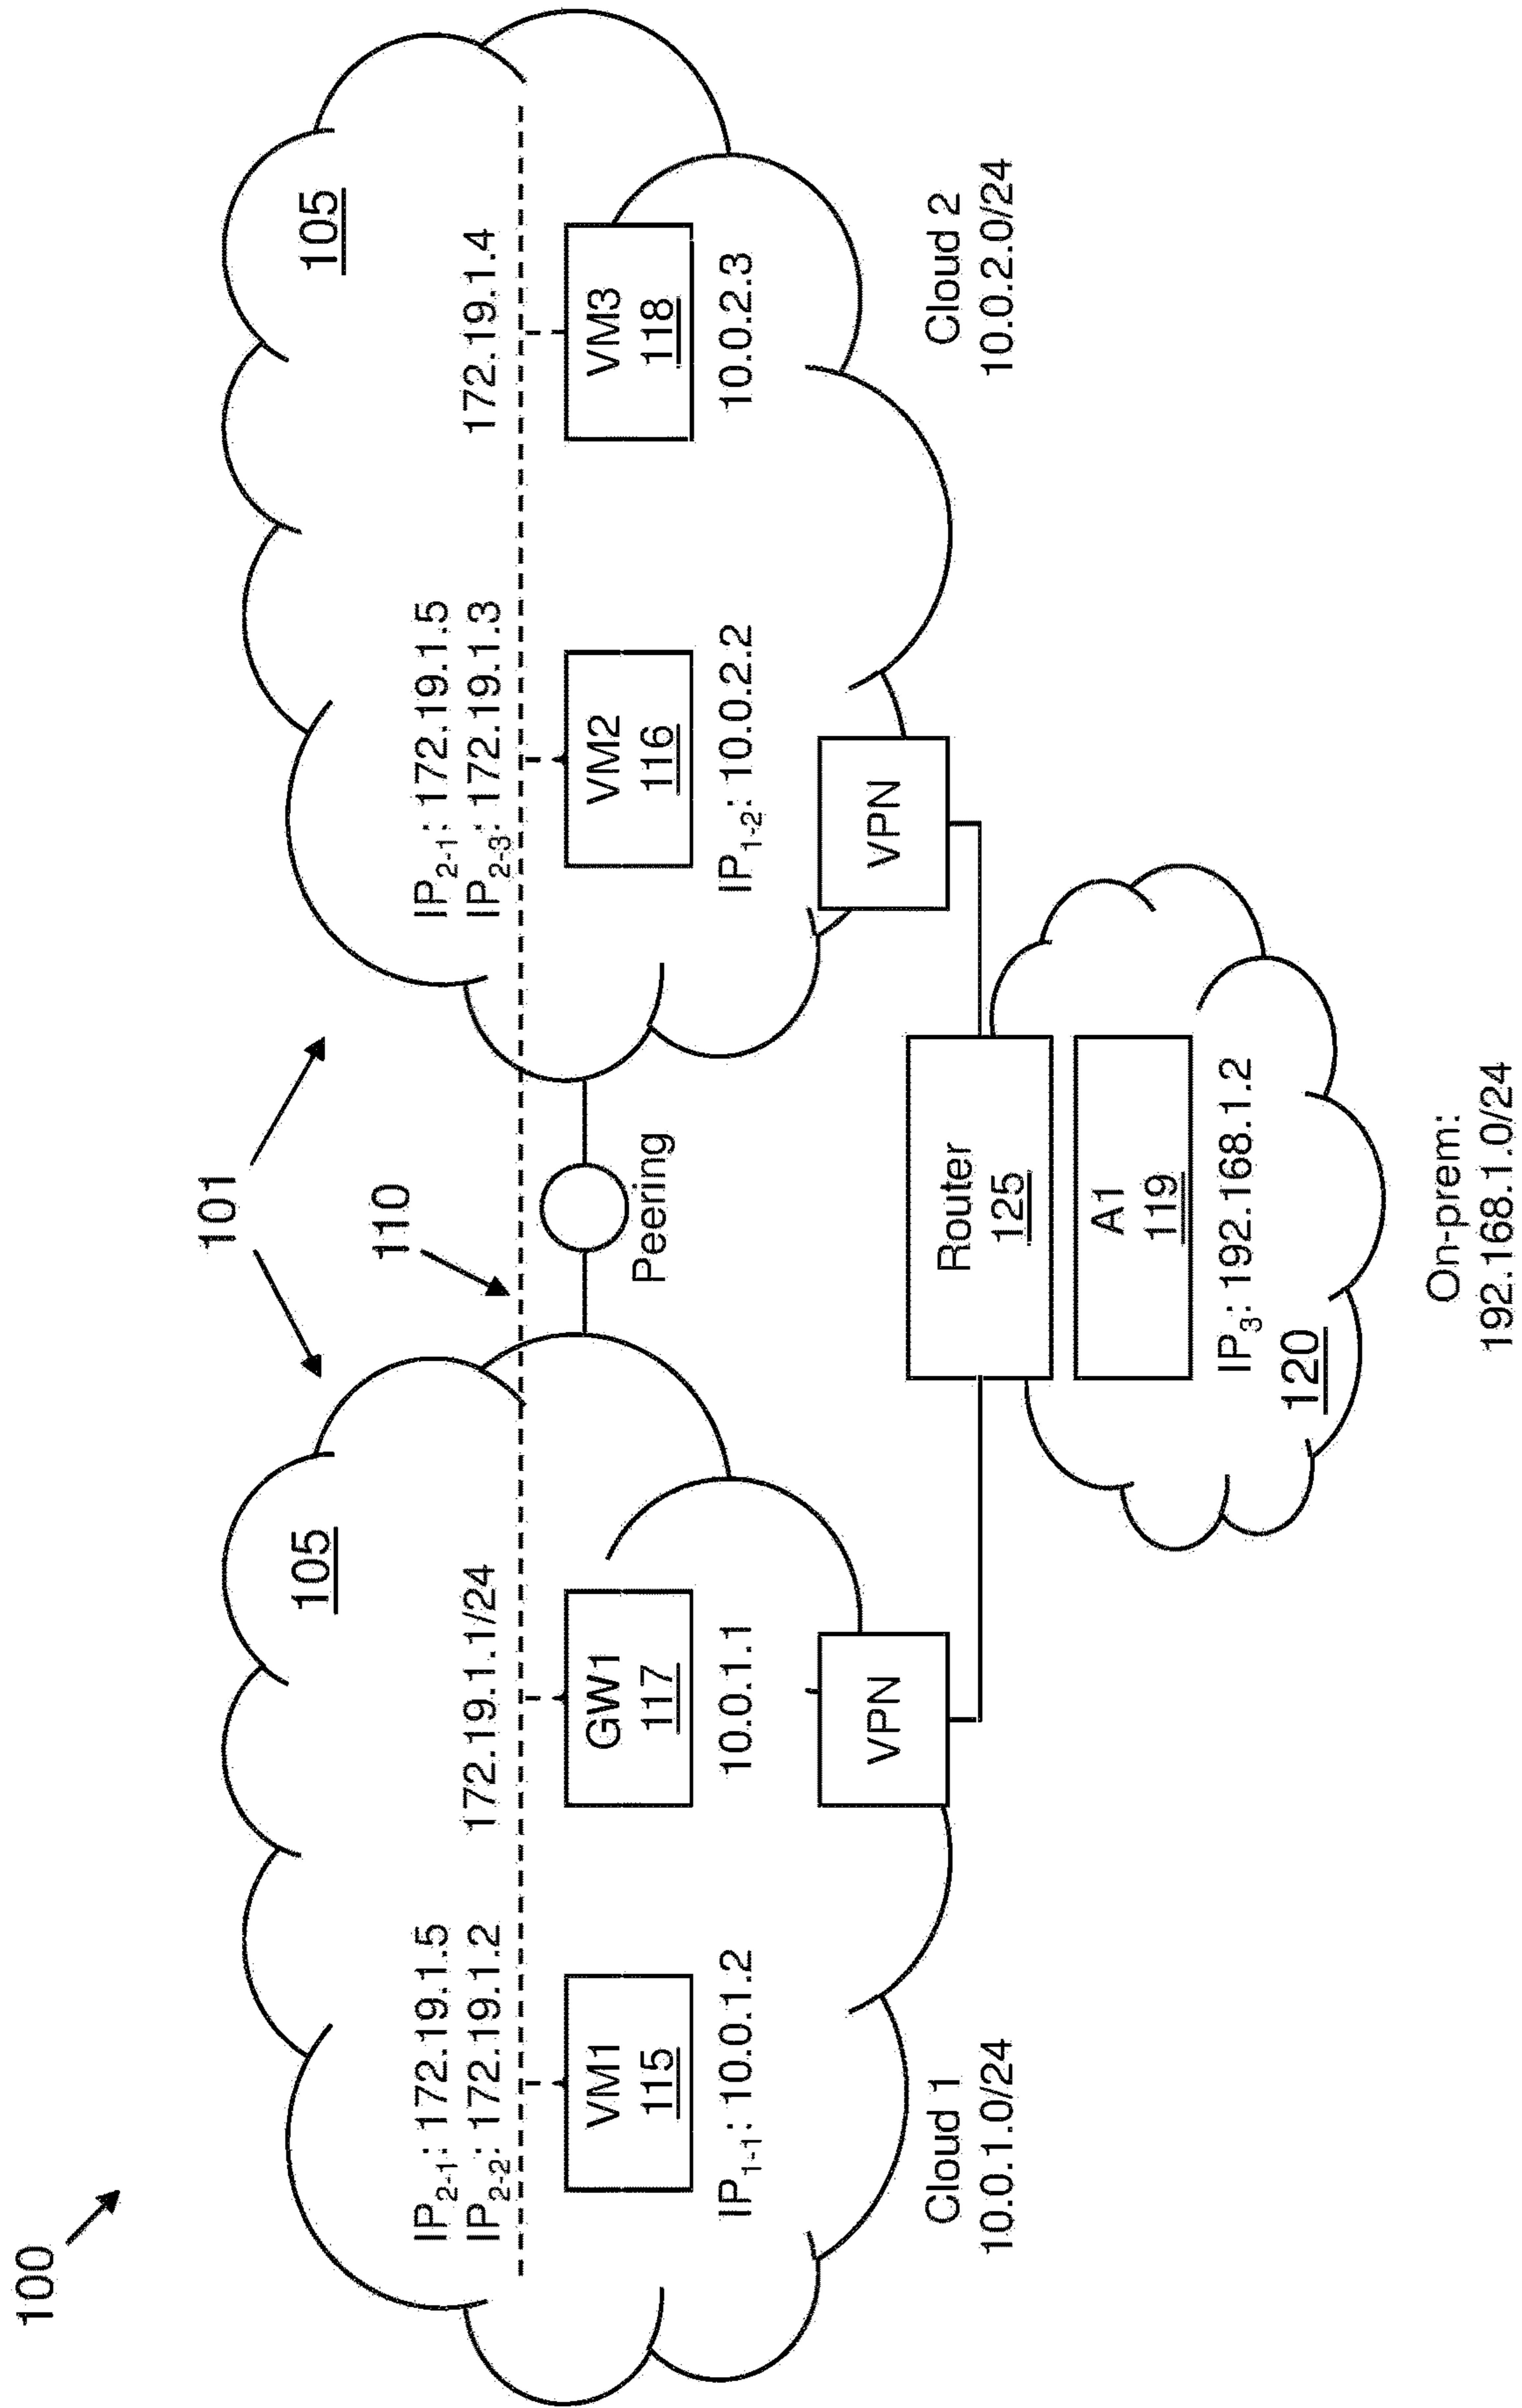 100
101
110
105
105
IP2-1: 172.19.1.5
IP2-2: 172.19.1.2
172.19.1.1/24
IP2-1: 172.19.1.5
IP2-3: 172.19.1.3
172.19.1.4
VM1
115
GW1
117
Peering
VM2
116
VM3
118
IP1-1: 10.0.1.2
10.0.1.1
IP1-2: 10.0.2.2
10.0.2.3
VPN
VPN
Cloud 1
10.0.1.0/24
Router
125
Cloud 2
10.0.2.0/24
A1
119
IP3: 192.168.1.2
120
On-prem:
192.168.1.0/24